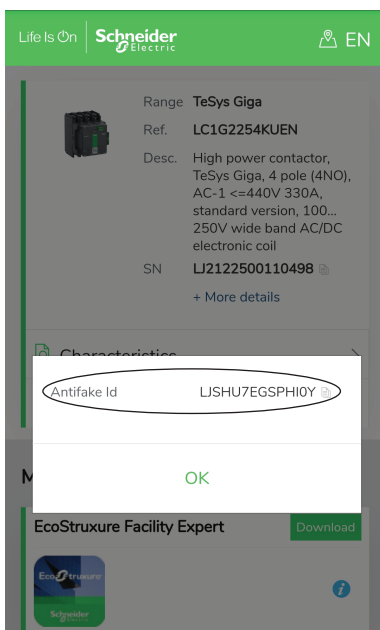 Life Is On | Schneider Electric EN
Range TeSys Giga
Ref. LC1G2254KUEN
Desc. High power contactor,
TeSys Giga, 4 pole (4NO),
AC-1 <=440V 330A,
standard version, 100...
250V wide band AC/DC
electronic coil
SN LJ2122500110498
+ More details
Characteristics
Antifake Id LJSHU7EGSPHI0Y
OK
M
EcoStruxure Facility Expert Download
EcoStruxure
Schneider
Electric